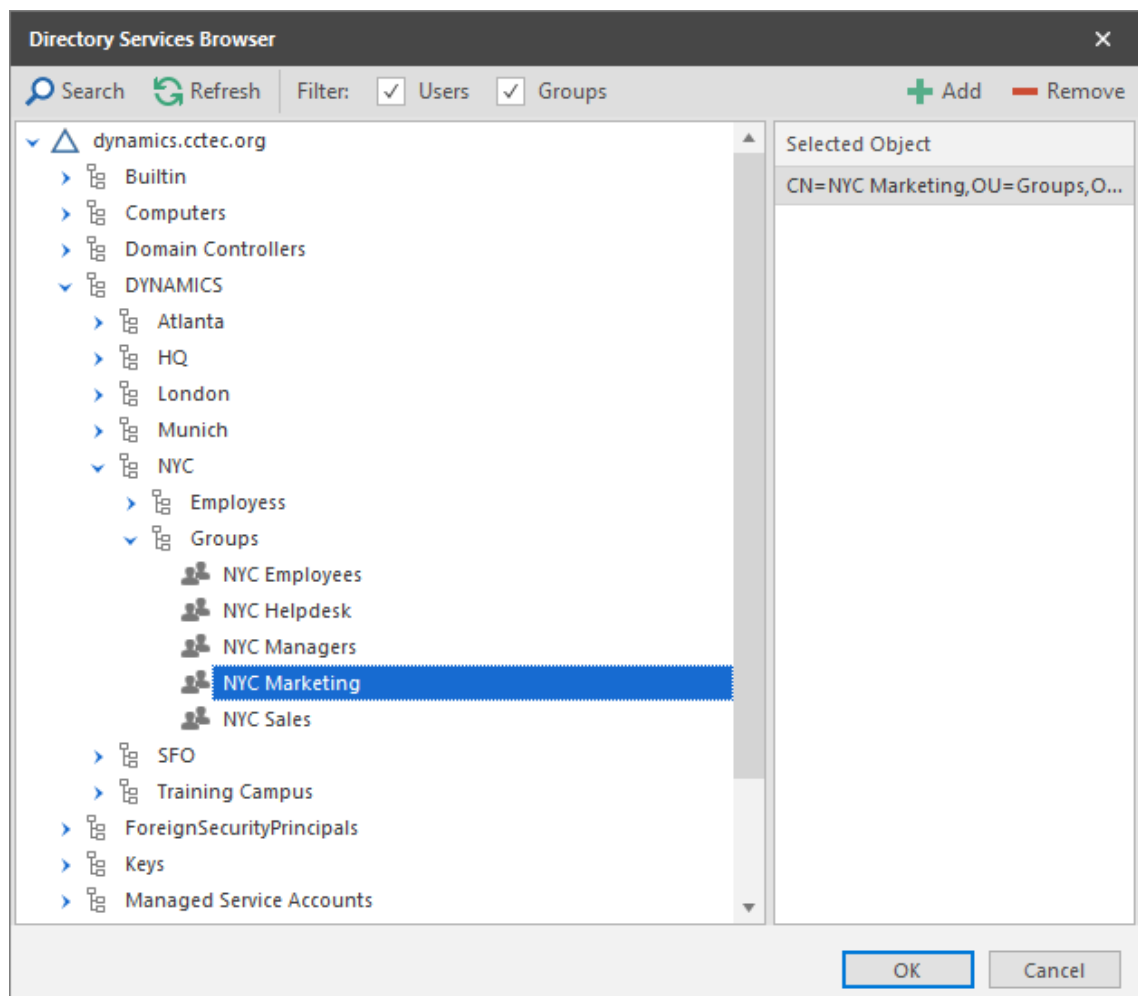 Directory Services Browser
Search Refresh Filter: Users Groups Add Remove
dynamics.cctec.org
Builtin
Computers
Domain Controllers
DYNAMICS
Atlanta
HQ
London
Munich
NYC
Employess
Groups
NYC Employees
NYC Helpdesk
NYC Managers
NYC Marketing
NYC Sales
SFO
Training Campus
ForeignSecurityPrincipals
Keys
Managed Service Accounts
Selected Object
CN=NYC Marketing,OU=Groups,O...
OK Cancel